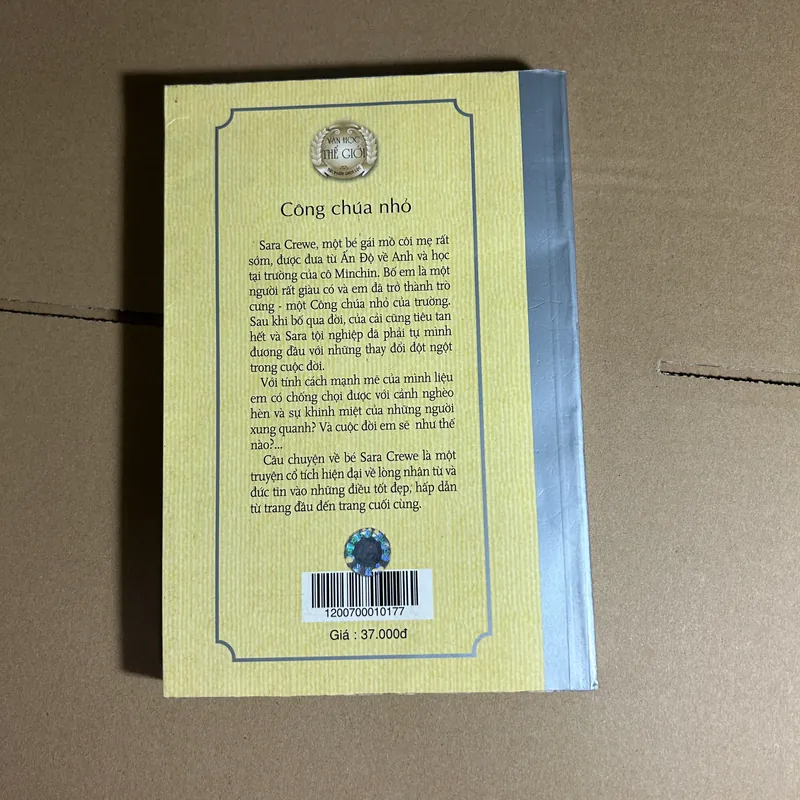 VĂN HỌC
THẾ GIỚI
Công chúa nhỏ
Sara Crewe, một bé gái mồ côi mẹ rất
sớm, được đưa từ Ấn Độ về Anh và học
tại trường của cô Minchin. Bố em là một
người rất giàu có và em đã trở thành trò
cưng - một Công chúa nhỏ của trường.
Sau khi bố qua đời, của cải cũng tiêu tan
hết và Sara tội nghiệp đã phải tự mình
đương đầu với những thay đổi đột ngột
trong cuộc đời.
Với tính cách mạnh mẽ của mình liệu
em có chống chọi được với cảnh nghèo
hèn và sự khinh miệt của những người
xung quanh? Và cuộc đời em sẽ như thế
nào?...
Câu chuyện về bé Sara Crewe là một
truyện cổ tích hiện đại về lòng nhân từ và
đức tin vào những điều tốt đẹp, hấp dẫn
từ trang đầu đến trang cuối cùng.
1200700010177
Giá : 37.000đ